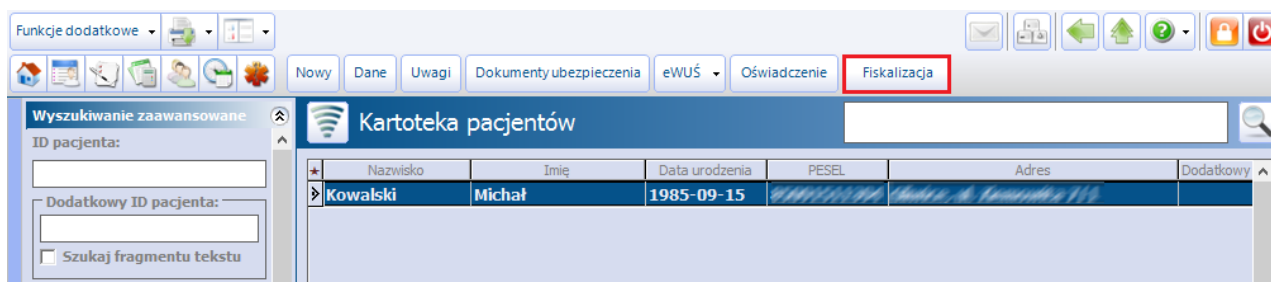 Funkcje dodatkowe
Nowy Dane Uwagi Dokumenty ubezpieczenia eWUŚ Oświadczenie Fiskalizacja
Wyszukiwanie zaawansowane
Kartoteka pacjentów
ID pacjenta:
Nazwisko Imię Data urodzenia PESEL Adres Dodatkowy
Kowalski Michał 1985-09-15
Dodatkowy ID pacjenta:
Szukaj fragmentu tekstu